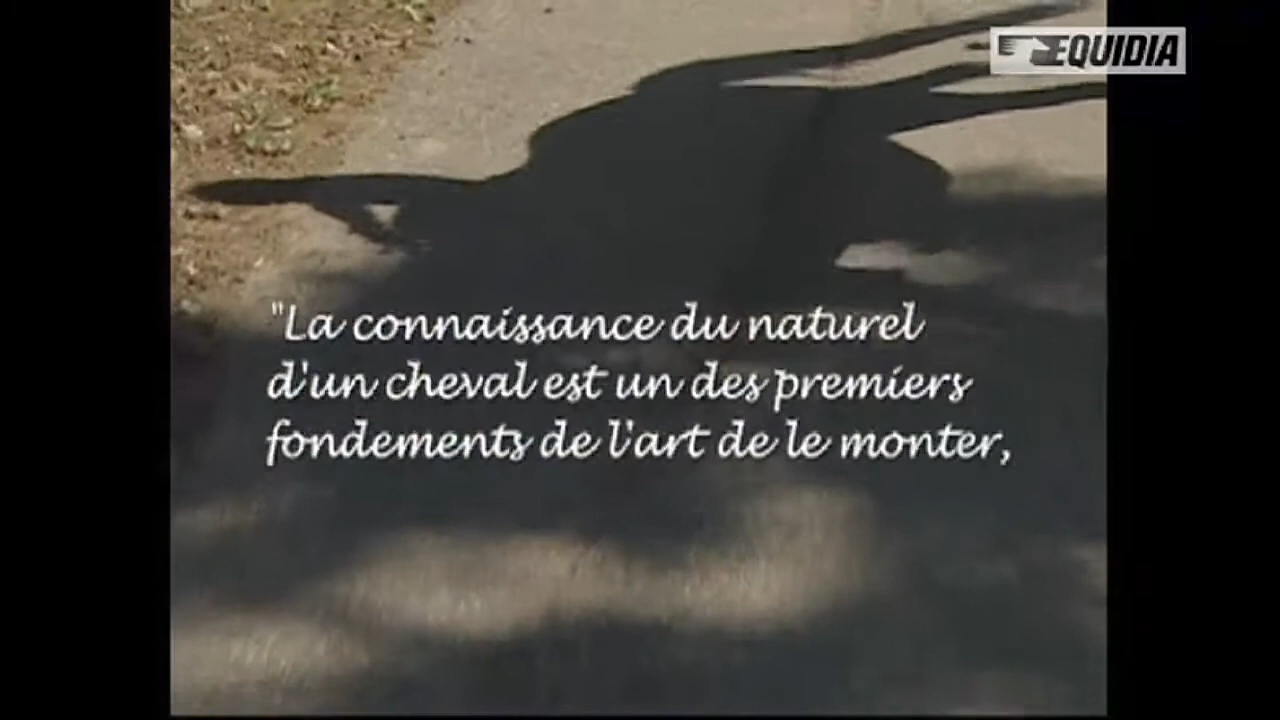 EQUIDIA
"La connaissance du naturel
d'un cheval est un des premiers
fondements de l'art de le monter,